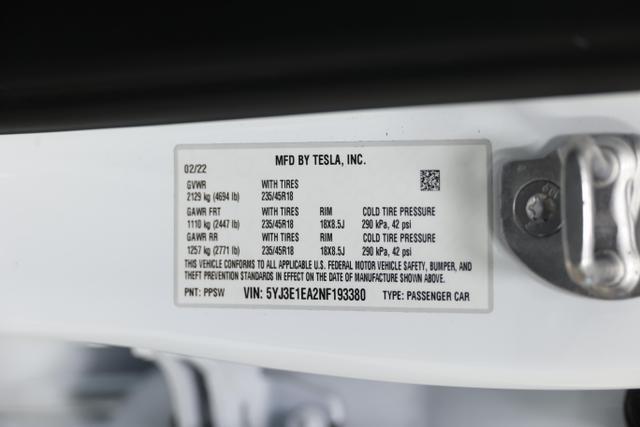 MFD BY TESLA, INC.
02/22
GVWR WITH TIRES
2129 kg (4694 lb) 235/45R18
GAWR FRT WITH TIRES RIM COLD TIRE PRESSURE
1110 kg (2447 lb) 235/45R18 18X8.5J 290 kPa, 42 psi
GAWR RR WITH TIRES RIM COLD TIRE PRESSURE
1257 kg (2771 lb) 235/45R18 18X8.5J 290 kPa, 42 psi
THIS VEHICLE CONFORMS TO ALL APPLICABLE U.S. FEDERAL MOTOR VEHICLE SAFETY, BUMPER, AND
THEFT PREVENTION STANDARDS IN EFFECT ON THE DATE OF MANUFACTURE SHOWN ABOVE.
PNT: PPSW VIN: 5YJ3E1EA2NF193380 TYPE: PASSENGER CAR